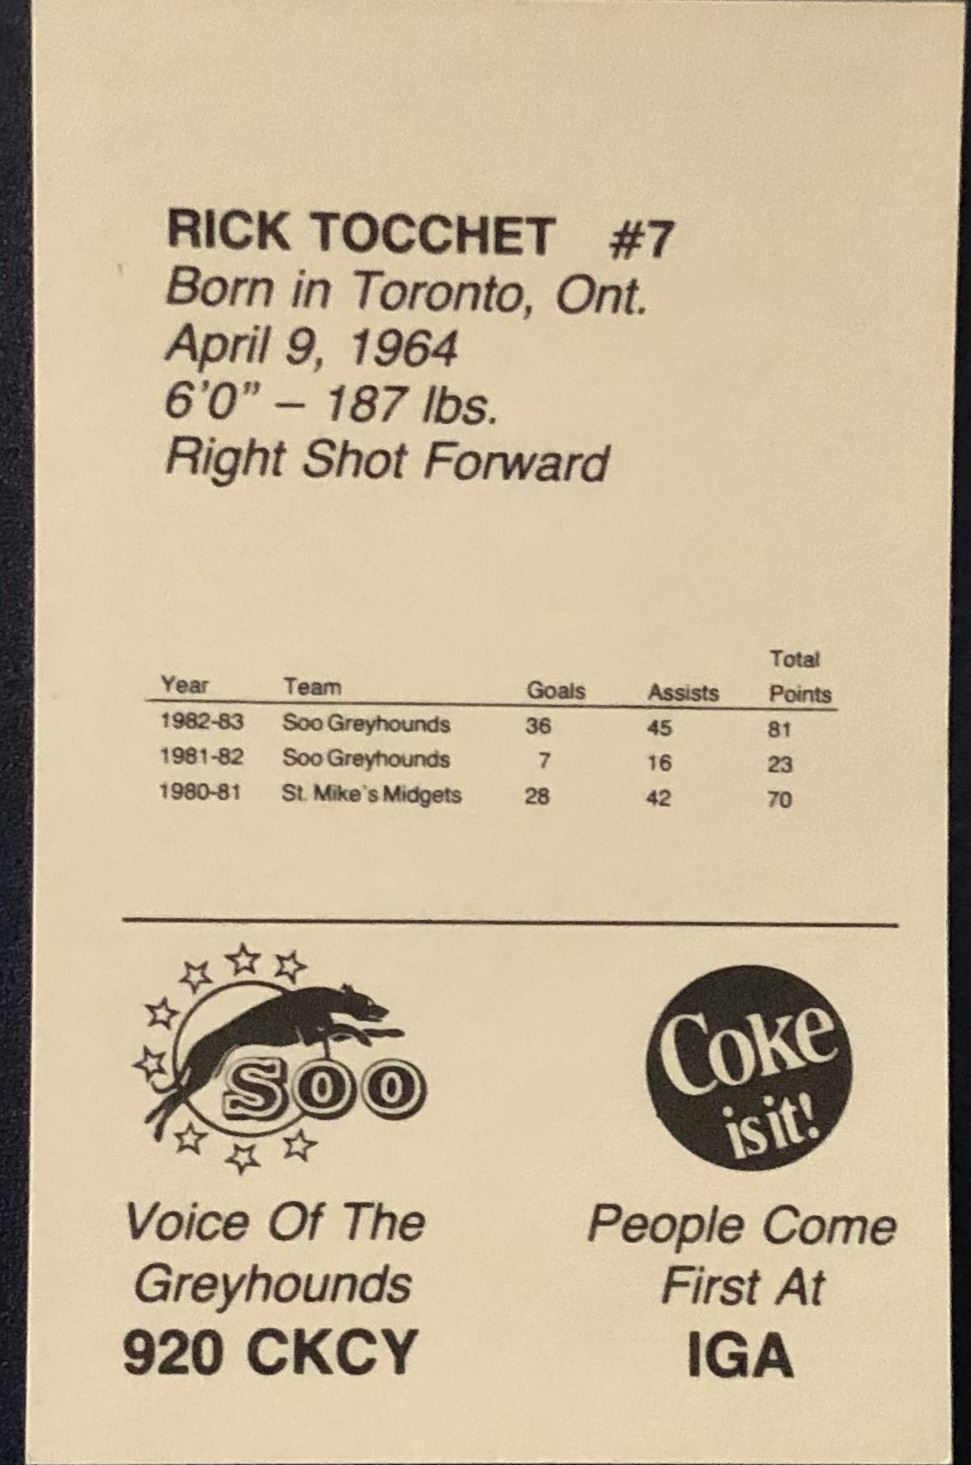 RICK TOCCHET #7
Born in Toronto, Ont.
April 9, 1964
6'0" – 187 lbs.
Right Shot Forward
Year Team Goals Assists Total Points
1982-83 Soo Greyhounds 36 45 81
1981-82 Soo Greyhounds 7 16 23
1980-81 St. Mike's Midgets 28 42 70
SOO
Voice Of The
Greyhounds
920 CKCY
Coke
is it!
People Come
First At
IGA